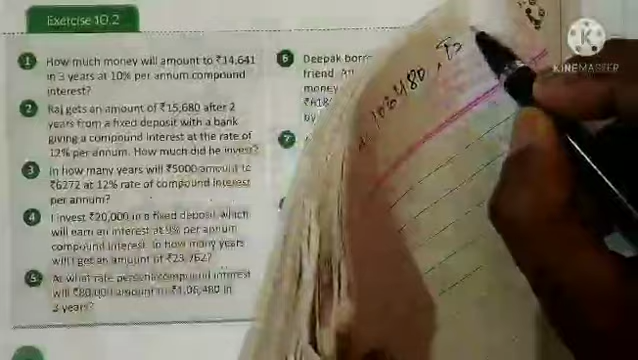 Exercise 10.2
1 How much money will amount to ₹14,641
in 3 years at 10% per annum compound
interest?
2 Raj gets an amount of ₹15,680 after 2
years from a fixed deposit with a bank
giving a compound interest at the rate of
12% per annum. How much did he invest?
3 In how many years will ₹5000 amount to
₹6272 at 12% rate of compound interest
per annum?
4 I invest ₹20,000 in a fixed deposit, which
will earn an interest at 9% per annum
compound interest. In how many years
will I get an amount of ₹23,762?
5 At what rate percent compound interest
will ₹80,000 amount to ₹1,06,480 in
3 years?
6 Deepak
friend
money
by
7
106480,
KINEMASTER